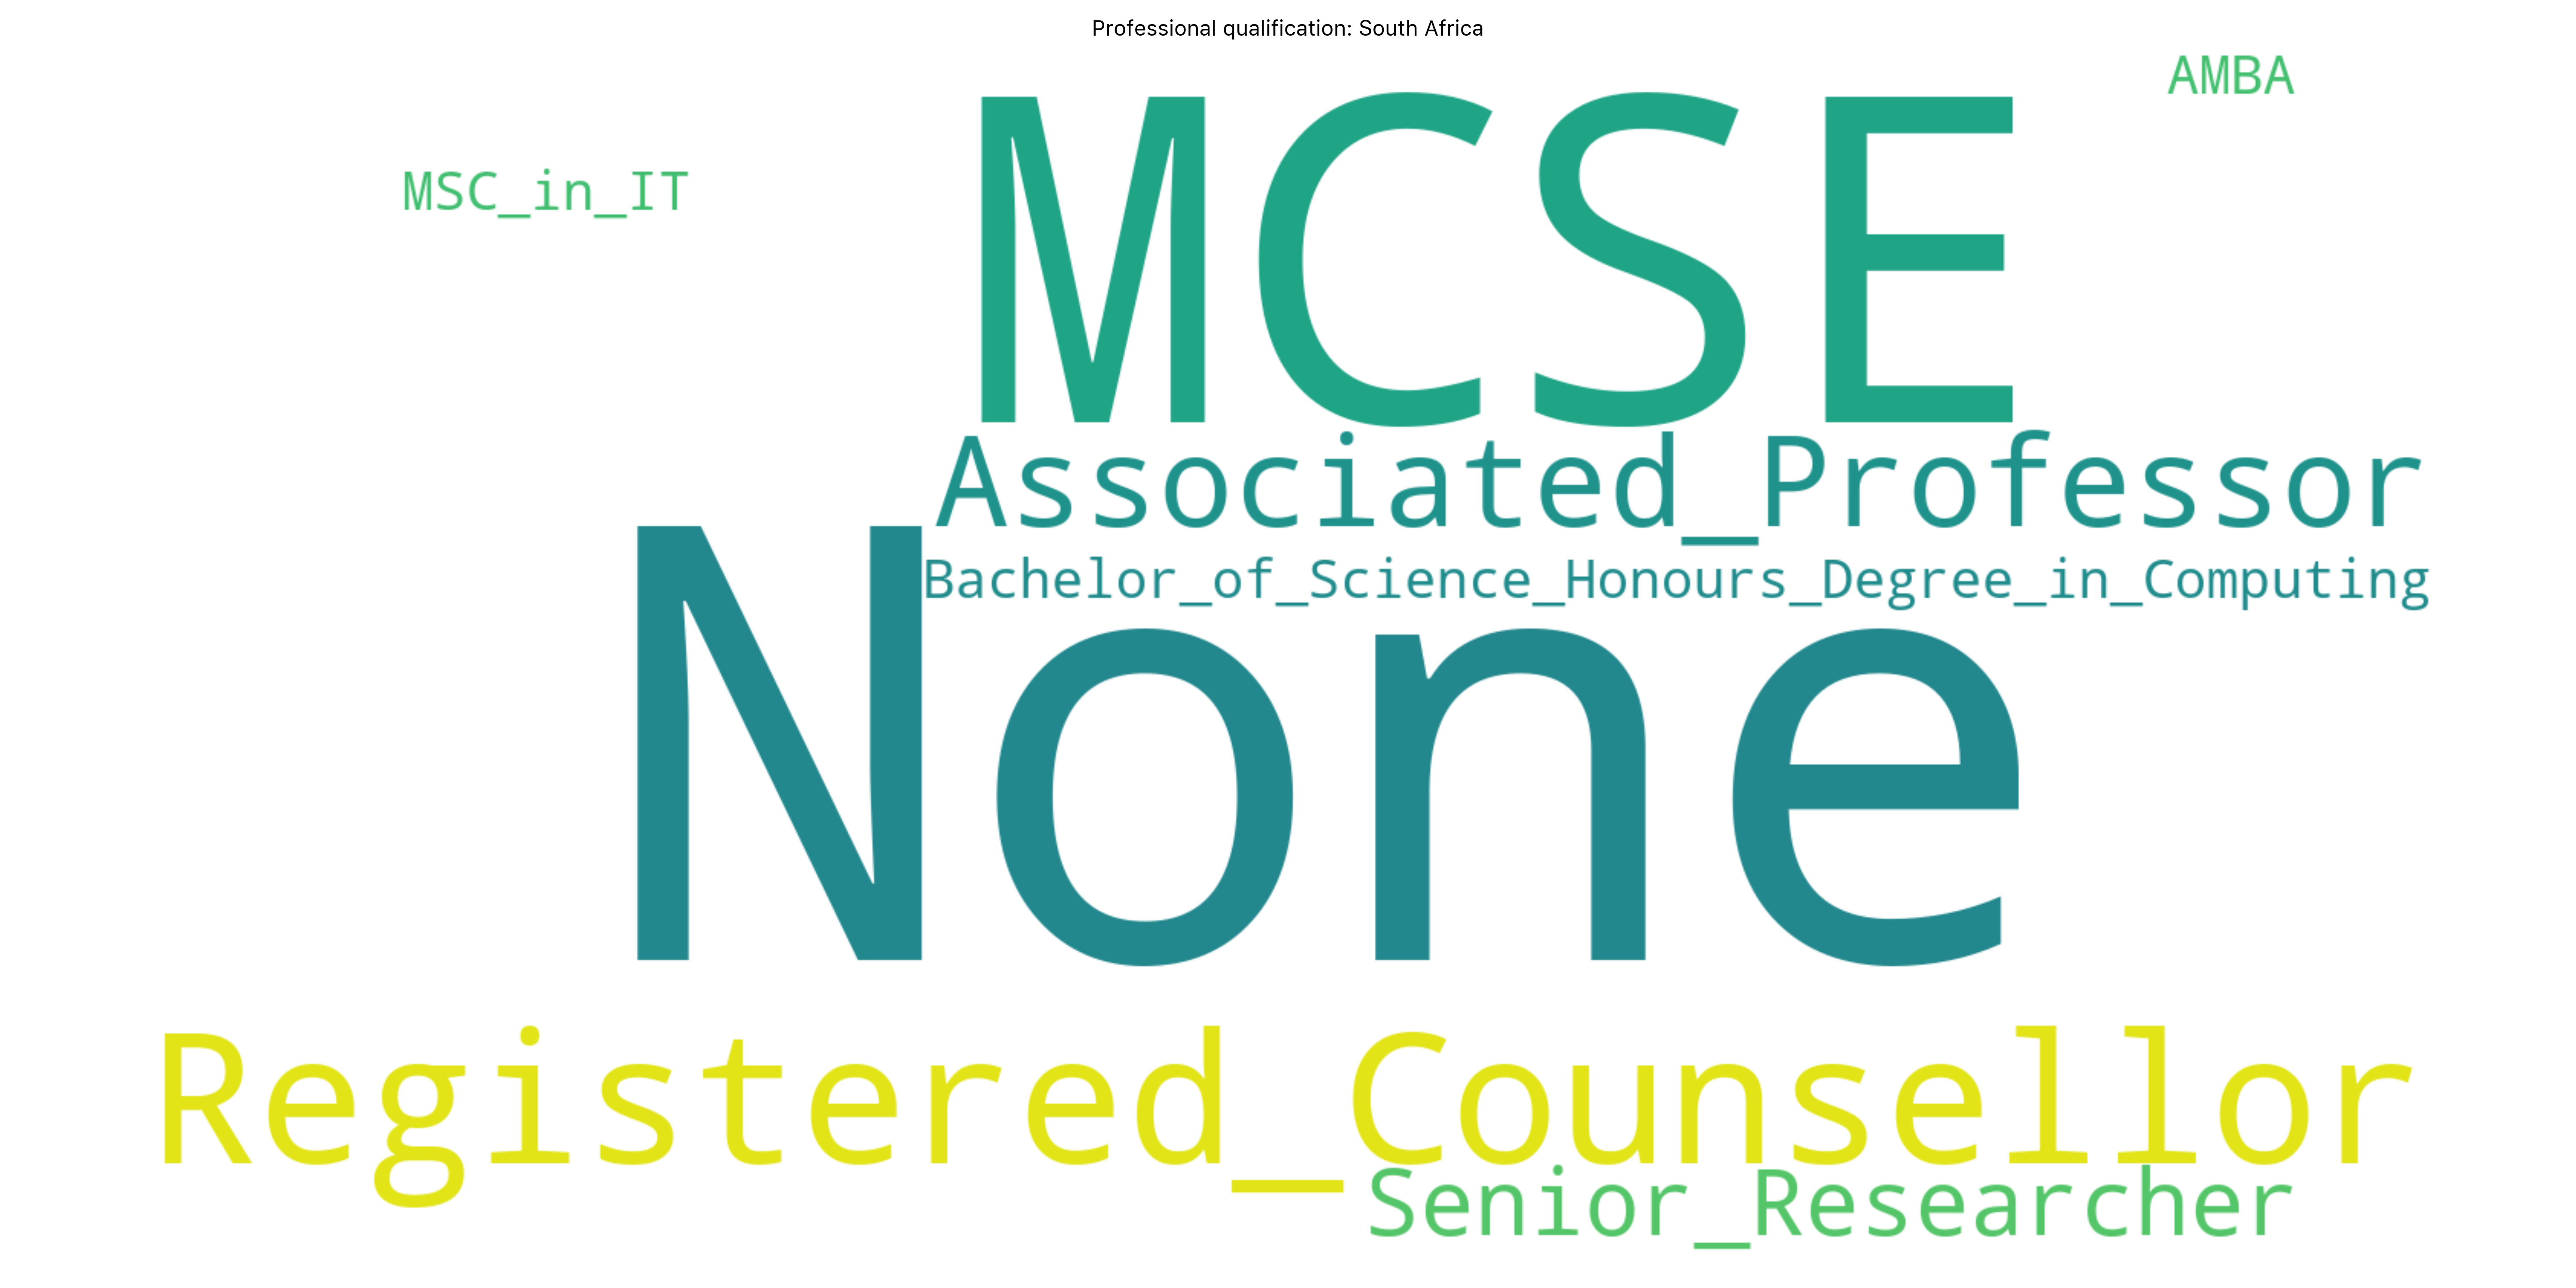 Professional qualification: South Africa
AMBA
MSC_in_IT
MCSE
Associated_Professor
Bachelor_of_Science_Honours_Degree_in_Computing
None
Registered_Counsellor
Senior_Researcher